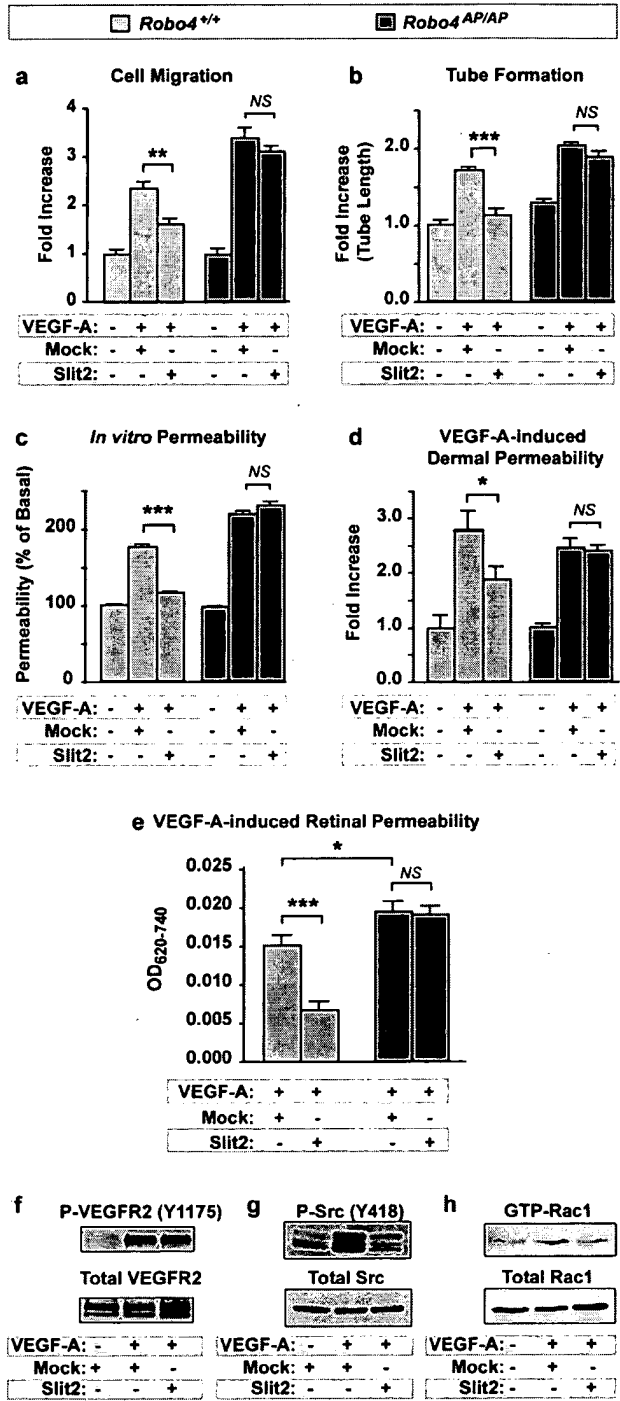 Robo4 +/+ Robo4 AP/AP
a Cell Migration
Fold Increase
4
3
2
1
0
**
NS
VEGF-A: - + + - + +
Mock: - + - - + -
Slit2: - - + - - +
b Tube Formation
Fold Increase
(Tube Length)
2.0
1.0
0.0
***
NS
VEGF-A: - + + - + +
Mock: - + - - + -
Slit2: - - + - - +
c In vitro Permeability
Permeability (% of Basal)
200
100
0
***
NS
VEGF-A: - + + - + +
Mock: - + - - + -
Slit2: - - + - - +
d VEGF-A-induced
Dermal Permeability
Fold Increase
3.0
2.0
1.0
0.0
*
NS
VEGF-A: - + + - + +
Mock: - + - - + -
Slit2: - - + - - +
e VEGF-A-induced Retinal Permeability
OD620-740
0.025
0.020
0.015
0.010
0.005
0.000
*
***
NS
VEGF-A: + + + +
Mock: + - + -
Slit2: - + - +
f P-VEGFR2 (Y1175)
Total VEGFR2
VEGF-A: - + +
Mock: + + -
Slit2: - - +
g P-Src (Y418)
Total Src
VEGF-A: - + +
Mock: + + -
Slit2: - - +
h GTP-Rac1
Total Rac1
VEGF-A: - + +
Mock: - + -
Slit2: - - +